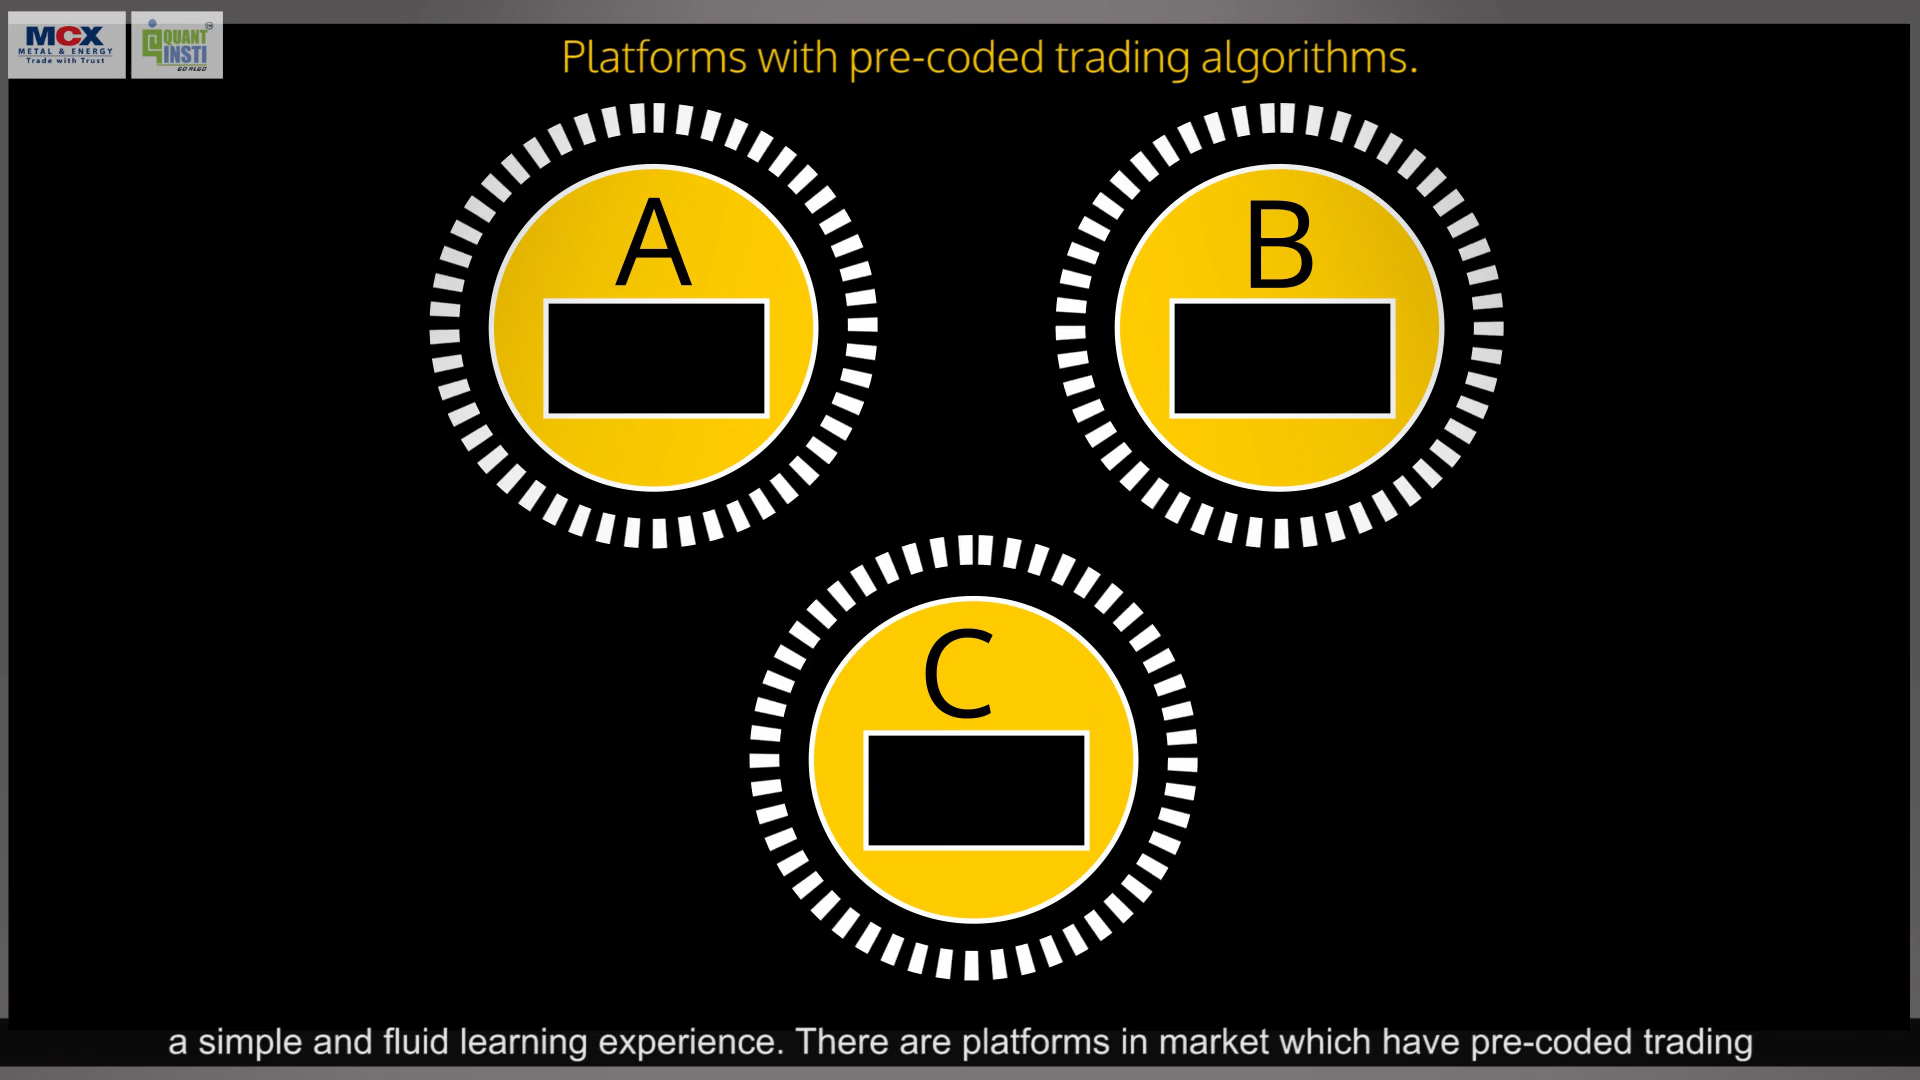 MCX
METAL & ENERGY
Trade with Trust
QUANT
INSTI
GO ALGO
Platforms with pre-coded trading algorithms.
A
B
C
a simple and fluid learning experience. There are platforms in market which have pre-coded trading